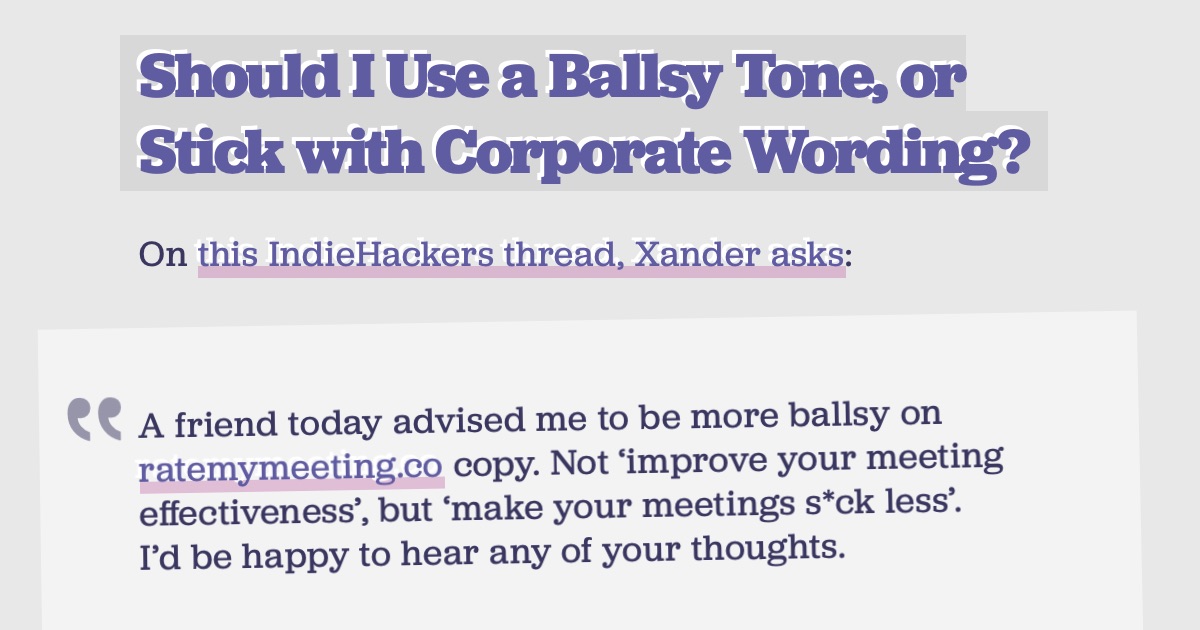 Should I Use a Ballsy Tone, or
Stick with Corporate Wording?
On this IndieHackers thread, Xander asks:
“
A friend today advised me to be more ballsy on
ratemymeeting.co copy. Not ‘improve your meeting
effectiveness’, but ‘make your meetings s*ck less’.
I’d be happy to hear any of your thoughts.